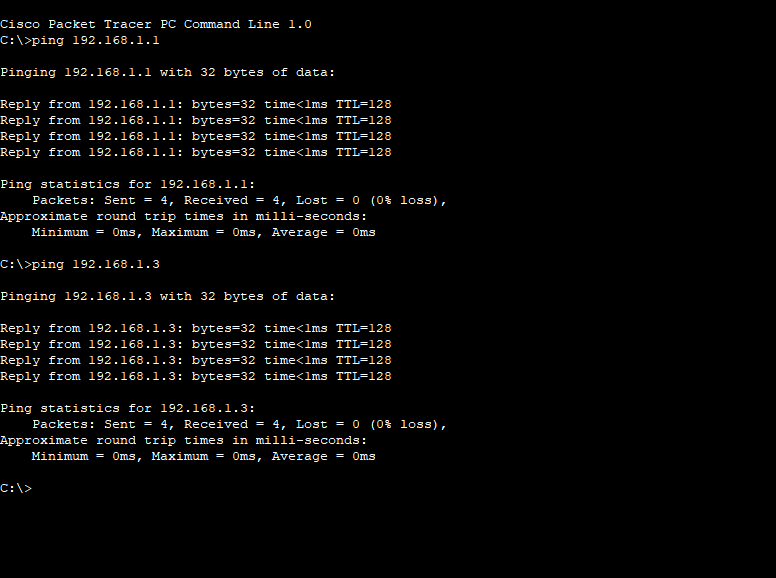 Cisco Packet Tracer PC Command Line 1.0
C:\>ping 192.168.1.1
Pinging 192.168.1.1 with 32 bytes of data:
Reply from 192.168.1.1: bytes=32 time<1ms TTL=128
Reply from 192.168.1.1: bytes=32 time<1ms TTL=128
Reply from 192.168.1.1: bytes=32 time<1ms TTL=128
Reply from 192.168.1.1: bytes=32 time<1ms TTL=128
Ping statistics for 192.168.1.1:
    Packets: Sent = 4, Received = 4, Lost = 0 (0% loss),
Approximate round trip times in milli-seconds:
    Minimum = 0ms, Maximum = 0ms, Average = 0ms
C:\>ping 192.168.1.3
Pinging 192.168.1.3 with 32 bytes of data:
Reply from 192.168.1.3: bytes=32 time<1ms TTL=128
Reply from 192.168.1.3: bytes=32 time<1ms TTL=128
Reply from 192.168.1.3: bytes=32 time<1ms TTL=128
Reply from 192.168.1.3: bytes=32 time<1ms TTL=128
Ping statistics for 192.168.1.3:
    Packets: Sent = 4, Received = 4, Lost = 0 (0% loss),
Approximate round trip times in milli-seconds:
    Minimum = 0ms, Maximum = 0ms, Average = 0ms
C:\>